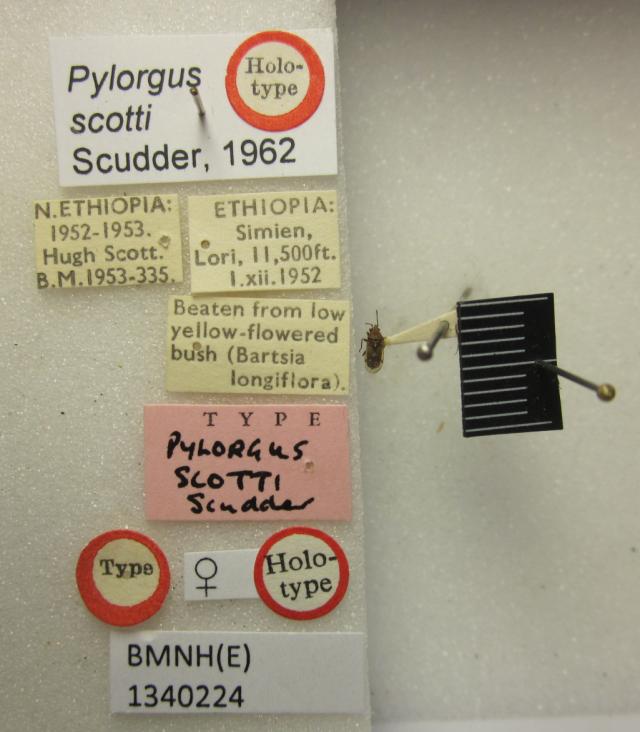 Pylorgus
scotti
Scudder, 1962
Holo-
type
N.ETHIOPIA:
1952-1953.
Hugh Scott.
B.M.1953-335.
ETHIOPIA:
Simien,
Lori, 11,500ft.
1.xii.1952
Beaten from low
yellow-flowered
bush (Bartsia
longiflora).
TYPE
PYLORGUS
SCOTTI
Scudder
Type
♀
Holo-
type
BMNH(E)
1340224